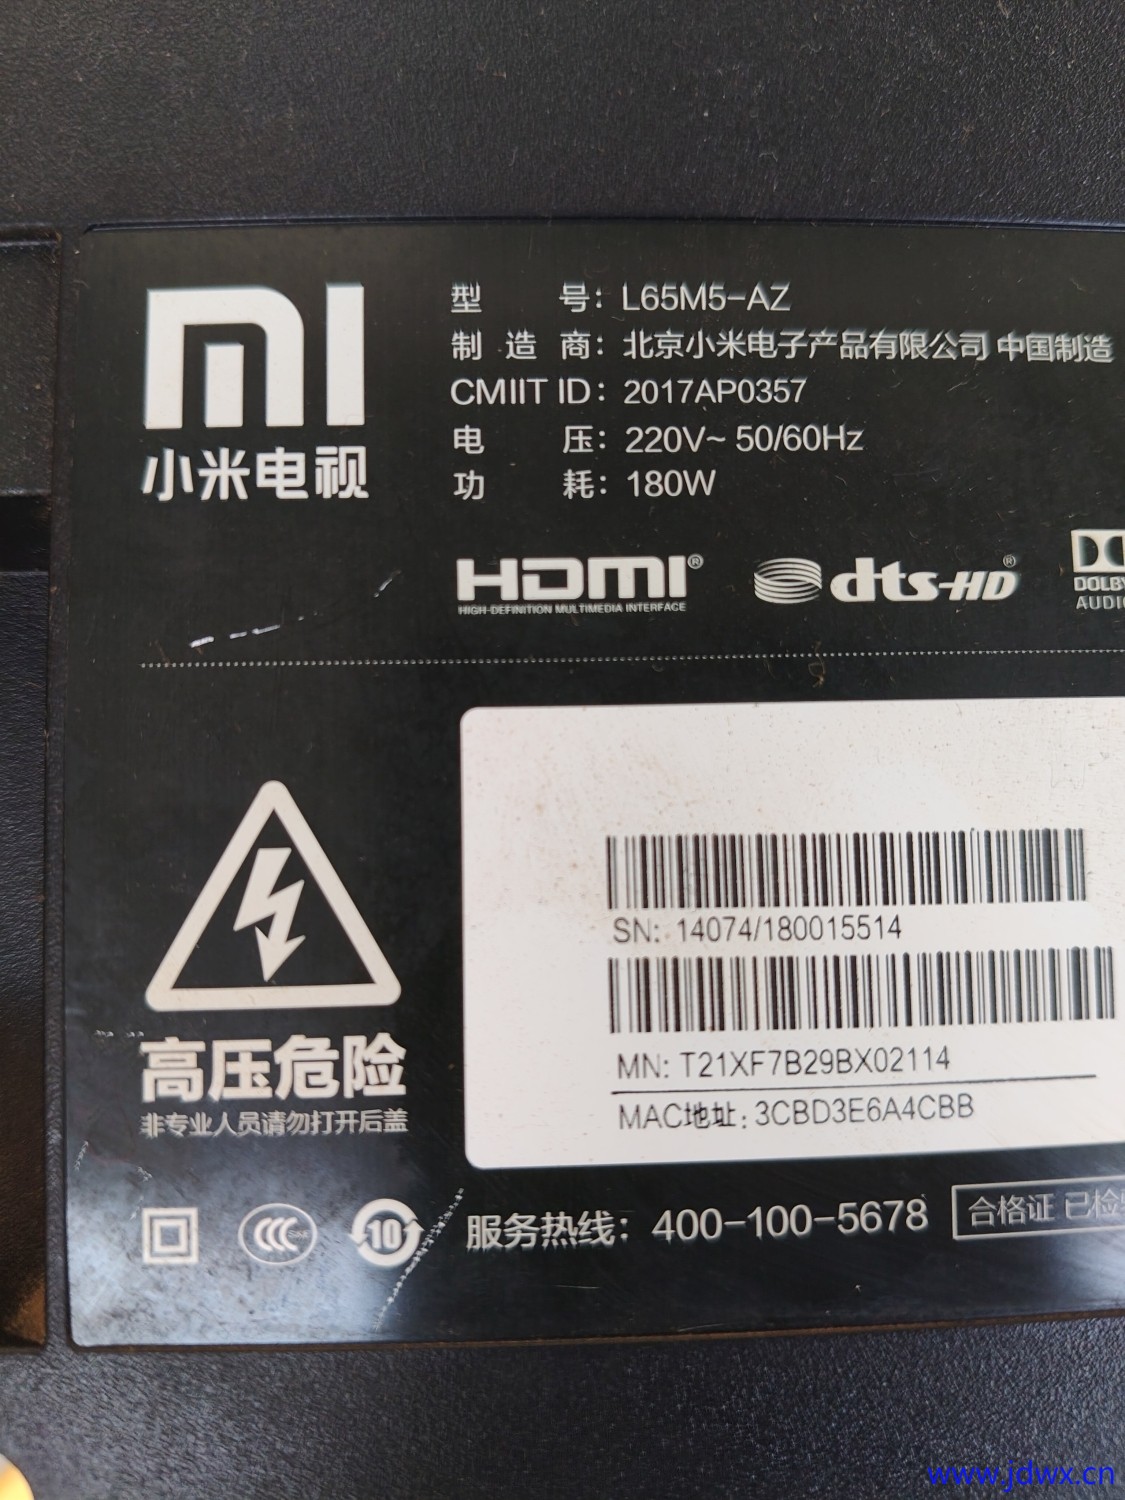 mi
小米电视
型 号：L65M5-AZ
制 造 商：北京小米电子产品有限公司 中国制造
CMIIT ID：2017AP0357
电 压：220V~ 50/60Hz
功 耗：180W
HDMI®
HIGH-DEFINITION MULTIMEDIA INTERFACE
dts-HD®
DOLBY
AUDIO
SN: 14074/180015514
MN: T21XF7B29BX02114
MAC地址: 3CBD3E6A4CBB
高压危险
非专业人员请勿打开后盖
10
服务热线：400-100-5678
合格证 已检
www.jdwx.cn